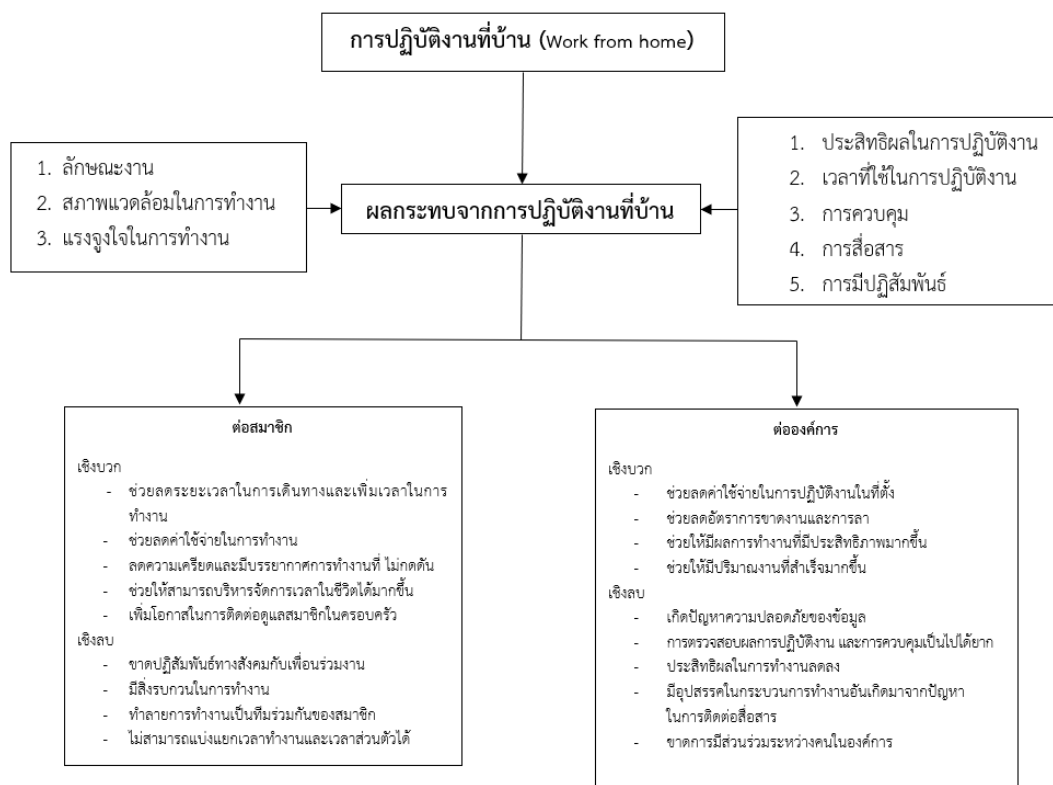 การปฏิบัติงานที่บ้าน (Work from home)
1. ลักษณะงาน
2. สภาพแวดล้อมในการทำงาน
3. แรงจูงใจในการทำงาน
ผลกระทบจากการปฏิบัติงานที่บ้าน
1. ประสิทธิผลในการปฏิบัติงาน
2. เวลาที่ใช้ในการปฏิบัติงาน
3. การควบคุม
4. การสื่อสาร
5. การมีปฏิสัมพันธ์
ต่อสมาชิก
เชิงบวก
- ช่วยลดระยะเวลาในการเดินทางและเพิ่มเวลาในการ
ทำงาน
- ช่วยลดค่าใช้จ่ายในการทำงาน
- ลดความเครียดและมีบรรยากาศการทำงานที่ ไม่กดดัน
- ช่วยให้สามารถบริหารจัดการเวลาในชีวิตได้มากขึ้น
- เพิ่มโอกาสในการติดต่อดูแลสมาชิกในครอบครัว
เชิงลบ
- ขาดปฏิสัมพันธ์ทางสังคมกับเพื่อนร่วมงาน
- มีสิ่งรบกวนในการทำงาน
- ทำลายการทำงานเป็นทีมร่วมกันของสมาชิก
- ไม่สามารถแบ่งแยกเวลาทำงานและเวลาส่วนตัวได้
ต่อองค์การ
เชิงบวก
- ช่วยลดค่าใช้จ่ายในการปฏิบัติงานในที่ตั้ง
- ช่วยลดอัตราการขาดงานและการลา
- ช่วยให้มีผลการทำงานที่มีประสิทธิภาพมากขึ้น
- ช่วยให้มีปริมาณงานที่สำเร็จมากขึ้น
เชิงลบ
- เกิดปัญหาความปลอดภัยของข้อมูล
- การตรวจสอบผลการปฏิบัติงาน และการควบคุมเป็นไปได้ยาก
- ประสิทธิผลในการทำงานลดลง
- มีอุปสรรคในกระบวนการทำงานอันเกิดมาจากปัญหา
ในการติดต่อสื่อสาร
- ขาดการมีส่วนร่วมระหว่างคนในองค์การ